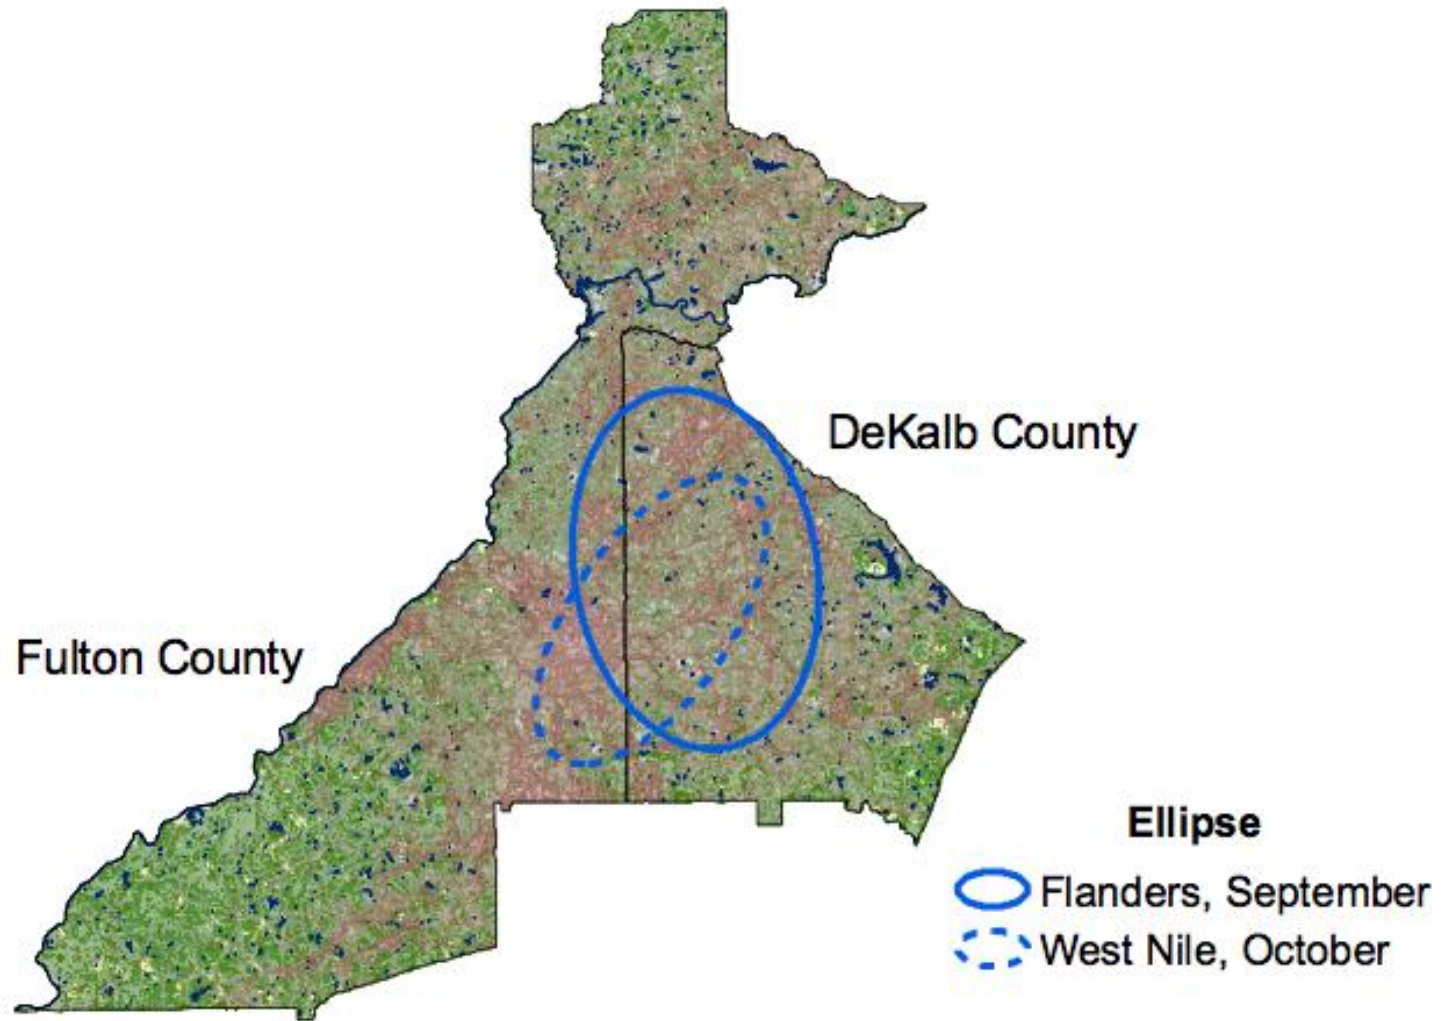 DeKalb County
Fulton County
Ellipse
Flanders, September
West Nile, October